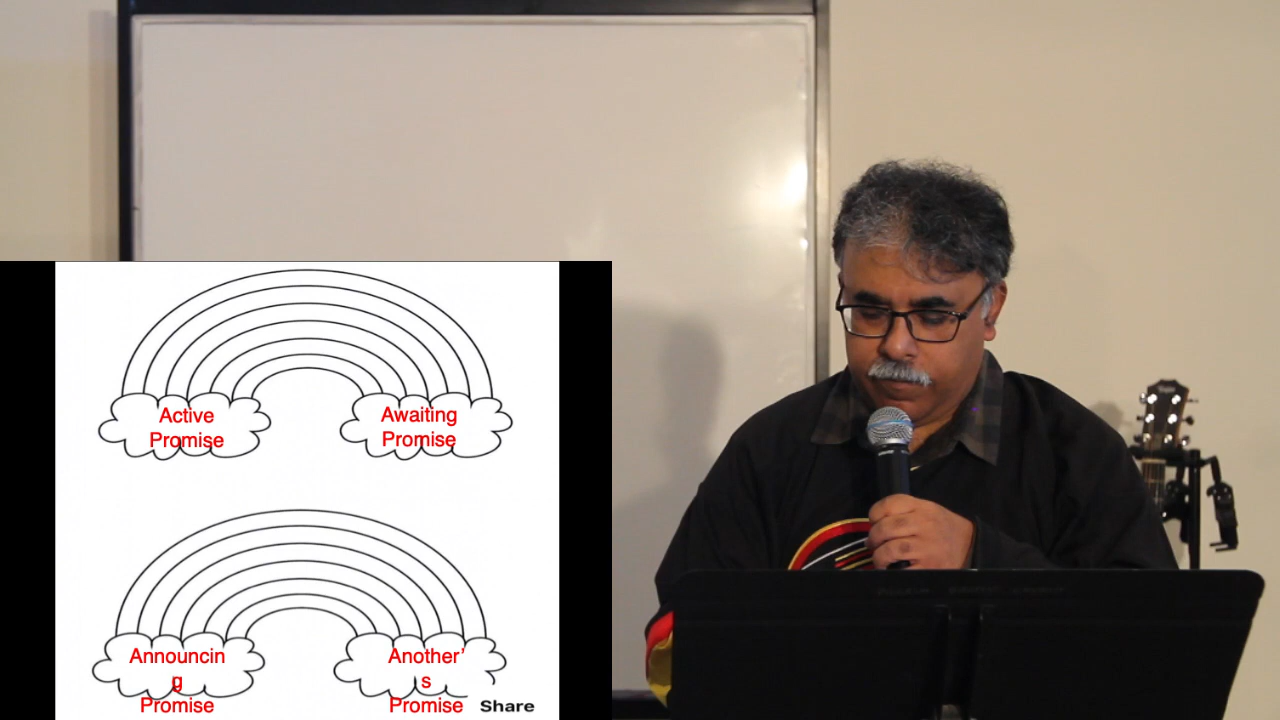 Active
Promise
Awaiting
Promise
Announcin
g
Promise
Another'
s
Promise
Share